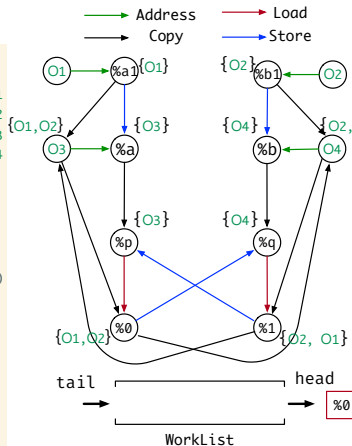 Address Load
Copy Store
O1 %a1 {O1} {O2} %b1 O2
{O1,O2} {O3} {O4} {O2,
O3 %a %b O4
{O3} {O4}
%p %q
%0 %1
{O1,O2} {O2, O1}
tail head
%0
WorkList